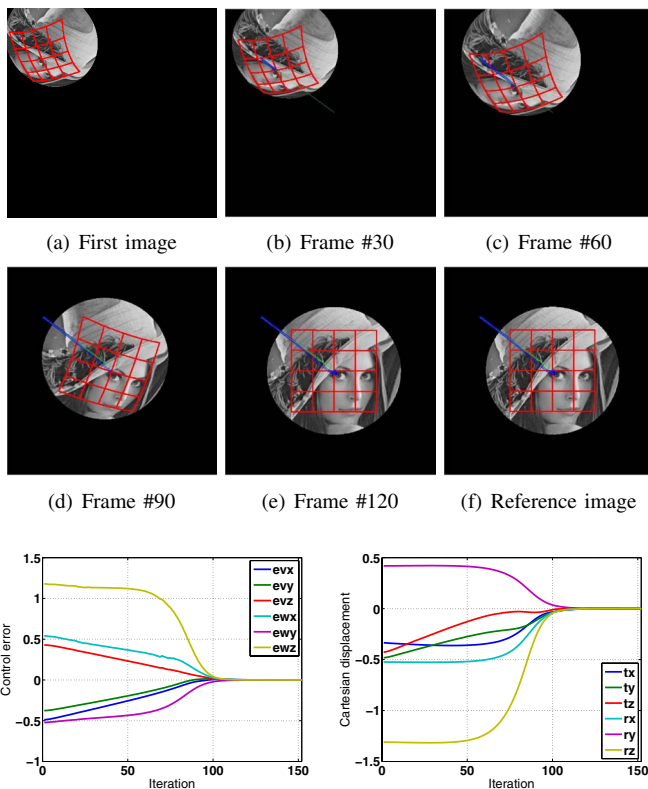 (a) First image
(b) Frame #30
(c) Frame #60
(d) Frame #90
(e) Frame #120
(f) Reference image
1.5
1
0.5
0
−0.5
−1
0
50
100
150
Control error
Iteration
evx
evy
evz
ewx
ewy
ewz
0.5
0
−0.5
−1
−1.5
0
50
100
150
Cartesian displacement
Iteration
tx
ty
tz
rx
ry
rz